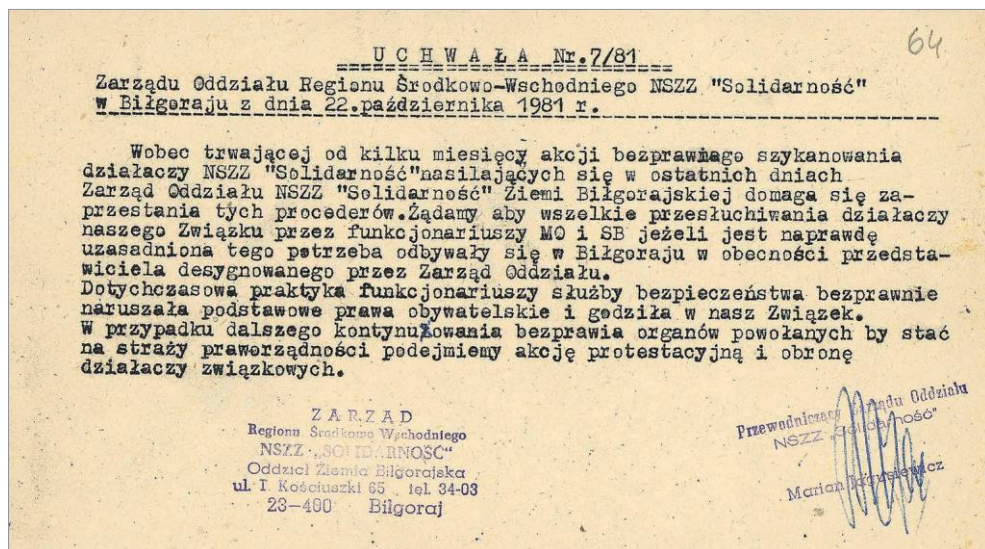 64
U C H W A Ł A Nr.7/81
Zarządu Oddziału Regionu Środkowo-Wschodniego NSZZ "Solidarność"
w Biłgoraju z dnia 22.października 1981 r.
Wobec trwającej od kilku miesięcy akcji bezprawnago szykanowania
działaczy NSZZ "Solidarność"nasilających się w ostatnich dniach
Zarząd Oddziału NSZZ "Solidarność" Ziemi Biłgorajskiej domaga się za-
przestania tych procederów.Żądamy aby wszelkie przesłuchiwania działaczy
naszego Związku przez funkcjonariuszy MO i SB jeżeli jest naprawdę
uzasadniona tego potrzeba odbywały się w Biłgoraju w obecności przedsta-
wiciela desygnowanego przez Zarząd Oddziału.
Dotychczasowa praktyka funkcjonariuszy służby bezpieczeństwa bezprawnie
naruszała podstawowe prawa obywatelskie i godziła w nasz Związek.
W przypadku dalszego kontynuowania bezprawia organów powołanych by stać
na straży praworządności podejmiemy akcję protestacyjną i obronę
działaczy związkowych.
Z A R Z Ą D
Regionu Środkowo Wschodniego
NSZZ „SOLIDARNOŚĆ"
Oddział Ziemia Biłgorajska
ul. T. Kościuszki 65 tel. 34-03
23-400 Biłgoraj
Przewodniczący Zarządu Oddziału
NSZZ „Solidarność"
Marian